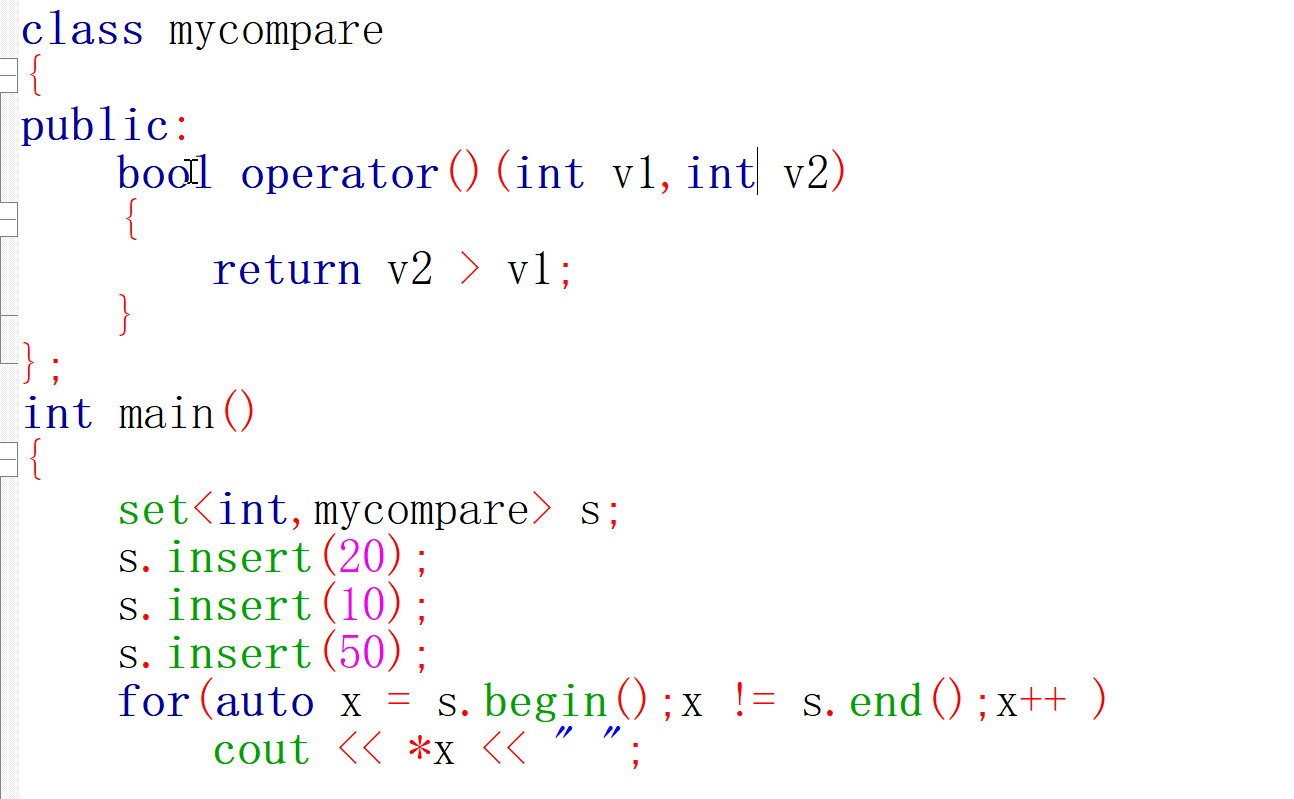 class mycompare
{
public:
    bool operator()(int v1,int v2)
    {
        return v2 > v1;
    }
};
int main()
{
    set<int,mycompare> s;
    s.insert(20);
    s.insert(10);
    s.insert(50);
    for(auto x = s.begin();x != s.end();x++ )
        cout << *x << " ";